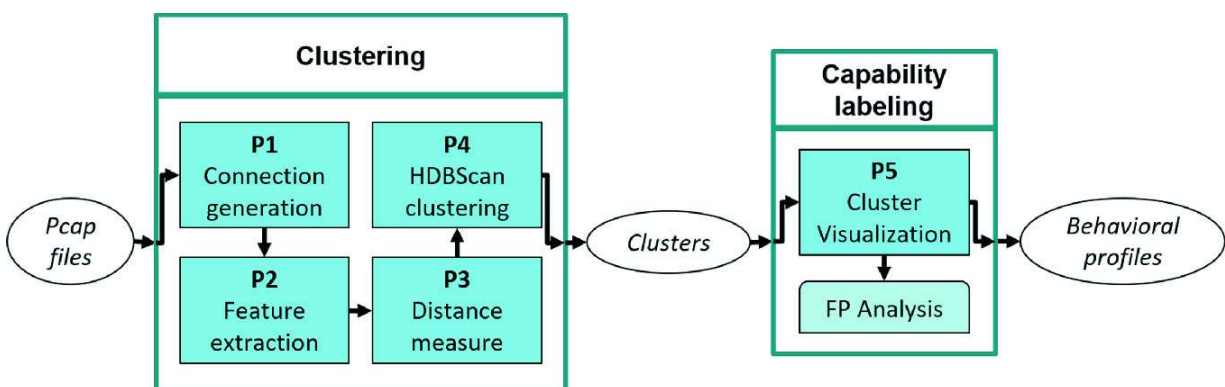 Clustering
Capability
labeling
Pcap
files
P1
Connection
generation
P2
Feature
extraction
P3
Distance
measure
P4
HDBScan
clustering
Clusters
P5
Cluster
Visualization
FP Analysis
Behavioral
profiles